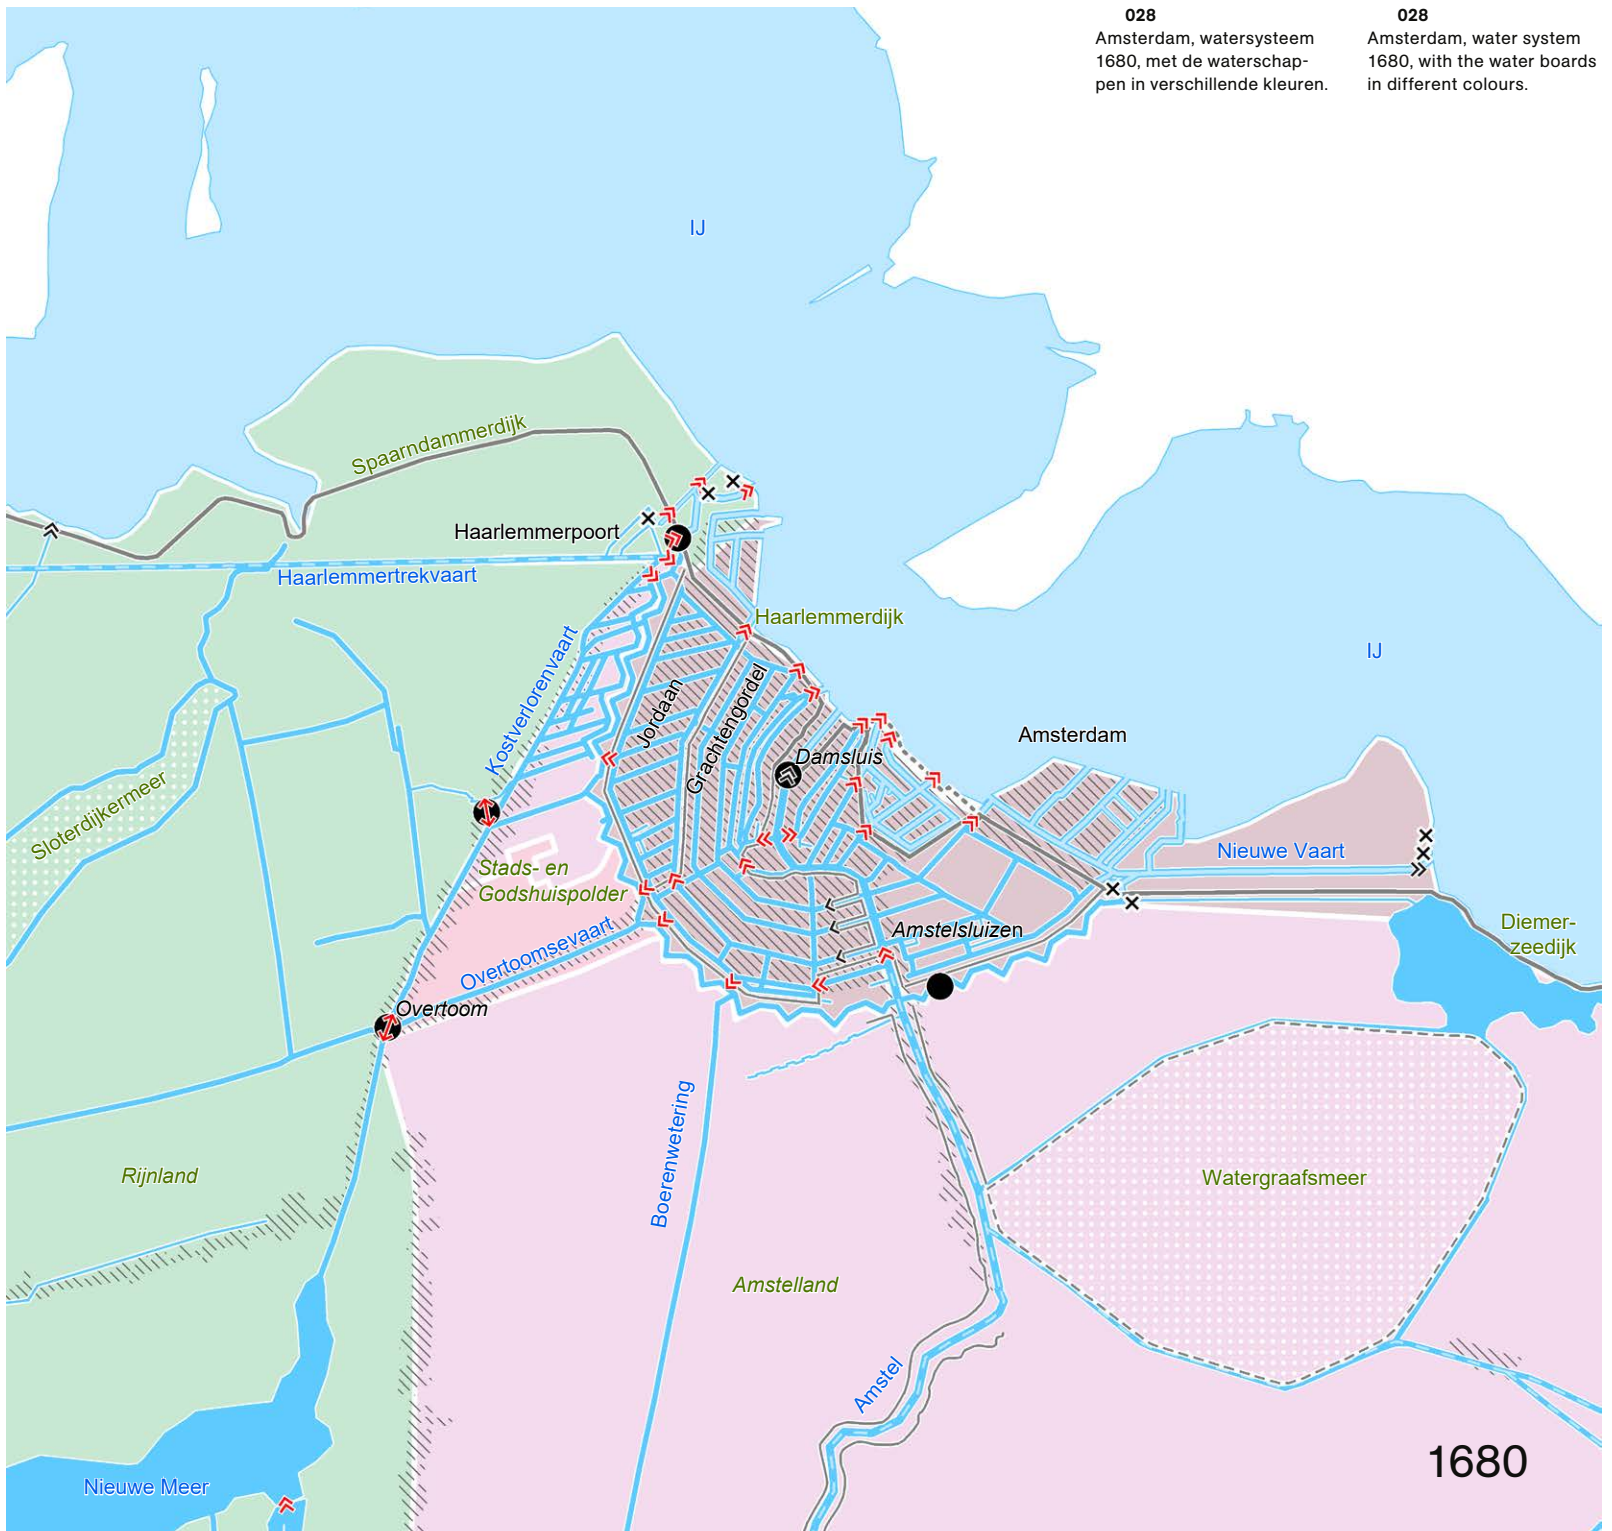 028
Amsterdam, watersysteem
1680, met de waterschap-
pen in verschillende kleuren.
028
Amsterdam, water system
1680, with the water boards
in different colours.
IJ
Spaarndammerdijk
Haarlemmerpoort
Haarlemmertrekvaart
Haarlemmerdijk
IJ
Kostverlorenvaart
Jordaan
Grachtengordel
Damsluis
Amsterdam
Sloterdijkermeer
Stads- en
Godshuispolder
Nieuwe Vaart
Overtoomsevaart
Amstelsluizen
Diemer-
zeedijk
Overtoom
Boerenwetering
Rijnland
Watergraafsmeer
Amstelland
Amstel
Nieuwe Meer
1680